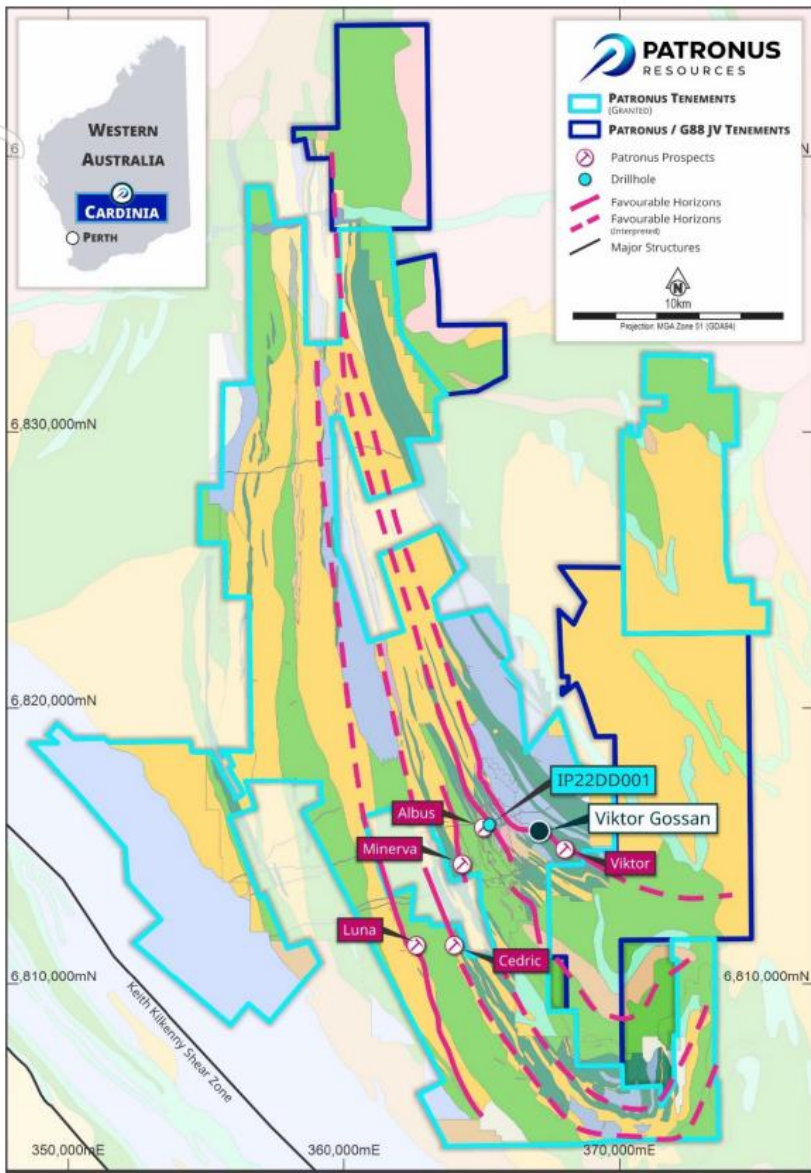 WESTERN
AUSTRALIA
CARDINIA
PERTH
PATRONUS
RESOURCES
PATRONUS TENEMENTS
(GRANTED)
PATRONUS / G88 JV TENEMENTS
Patronus Prospects
Drillhole
Favourable Horizons
Favourable Horizons
(Interpreted)
Major Structures
N
10km
Projection: MGA Zone 51 (GDA94)
6,830,000mN
6,820,000mN
IP22DD001
Albus
Viktor Gossan
Minerva
Viktor
Luna
Cedric
6,810,000mN
6,810,000mN
Keith Kilkenny Shear Zone
350,000mE
360,000mE
370,000mE